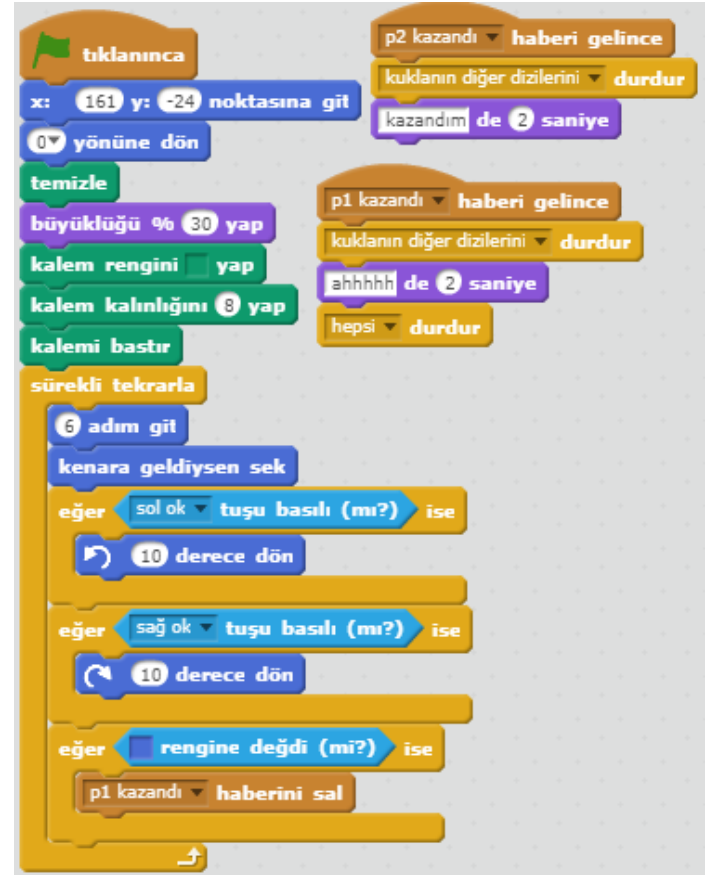 tıklanınca
x: 161 y: -24 noktasına git
0 yönüne dön
temizle
büyüklüğü % 30 yap
kalem rengini yap
kalem kalınlığını 8 yap
kalemi bastır
sürekli tekrarla
6 adım git
kenara geldiysen sek
eğer sol ok tuşu basılı (mı?) ise
10 derece dön
eğer sağ ok tuşu basılı (mı?) ise
10 derece dön
eğer rengine değdi (mi?) ise
p1 kazandı haberini sal
p2 kazandı haberi gelince
kuklanın diğer dizilerini durdur
kazandım de 2 saniye
p1 kazandı haberi gelince
kuklanın diğer dizilerini durdur
ahhhhh de 2 saniye
hepsi durdur